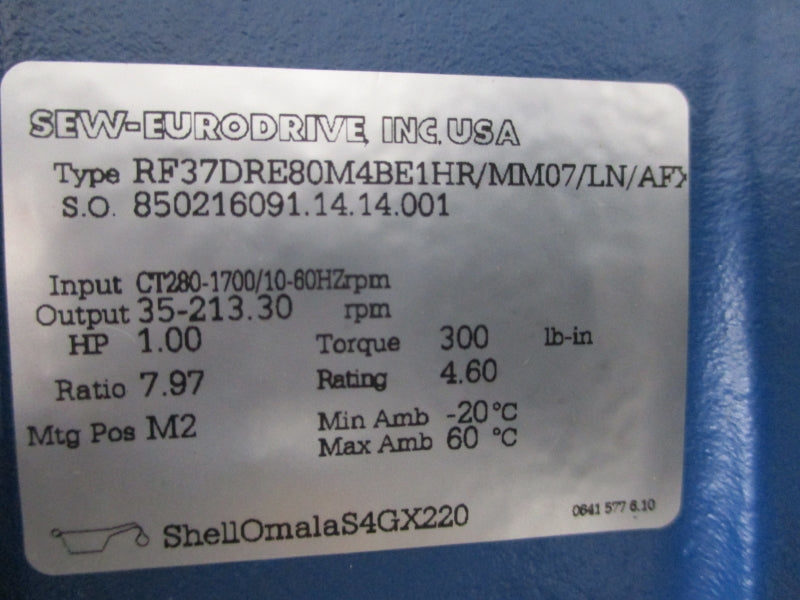 SEW-EURODRIVE, INC. USA
Type RF37DRE80M4BE1HR/MM07/LN/AFX
S.O. 850216091.14.14.001
Input CT280-1700/10-60HZrpm
Output 35-213.30 rpm
HP 1.00 Torque 300 lb-in
Ratio 7.97 Rating 4.60
Mtg Pos M2 Min Amb -20°C
Max Amb 60 °C
ShellOmalaS4GX220
0641 577 6.10